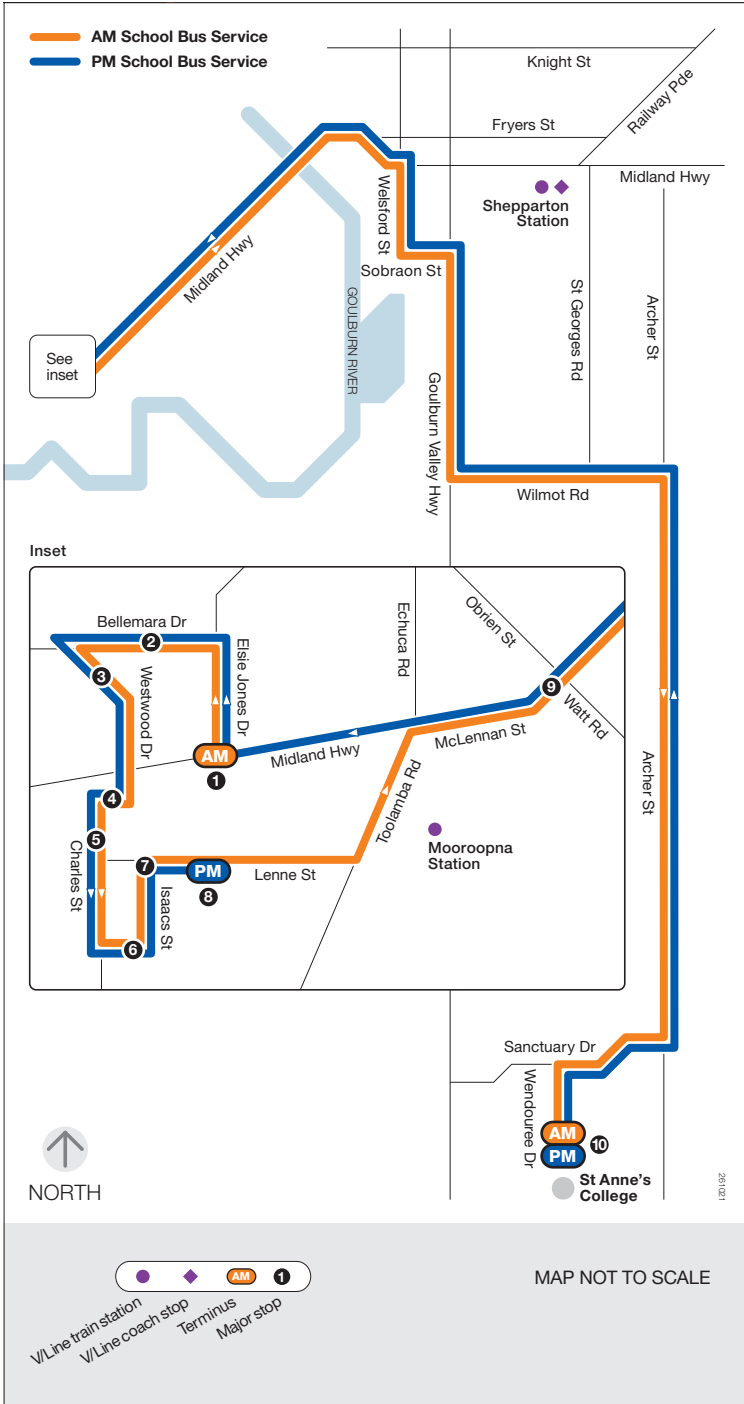 AM School Bus Service
PM School Bus Service
Knight St
Railway Pde
Fryers St
Midland Hwy
Welsford St
Shepparton
Station
Midland Hwy
Sobraon St
St Georges Rd
Archer St
GOULBURN RIVER
See
inset
Goulburn Valley Hwy
Wilmot Rd
Inset
Bellemara Dr
2
Elsie Jones Dr
Echuca Rd
Obrien St
3
Westwood Dr
9
Watt Rd
AM
1
Midland Hwy
McLennan St
4
5
Toolamba Rd
Mooroopna
Station
Charles St
7
PM
8
Lenne St
Isaacs St
6
Archer St
Sanctuary Dr
Wendouree Dr
AM
PM
10
St Anne's
College
NORTH
261021
V/Line train station
V/Line coach stop
AM
Terminus
1
Major stop
MAP NOT TO SCALE